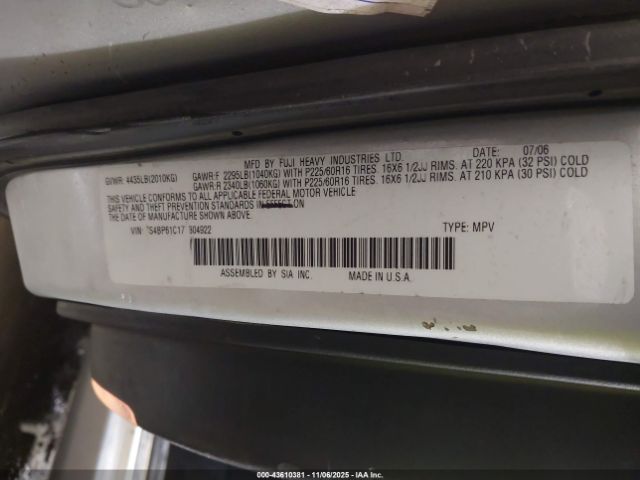 MFD BY FUJI HEAVY INDUSTRIES LTD. DATE: 07/06
GVWR: 4435LB(2010KG) GAWR:F 2295LB(1040KG) WITH P225/60R16 TIRES. 16X6 1/2JJ RIMS. AT 220 KPA (32 PSI) COLD
GAWR:R 2340LB(1060KG) WITH P225/60R16 TIRES. 16X6 1/2JJ RIMS. AT 210 KPA (30 PSI) COLD
THIS VEHICLE CONFORMS TO ALL APPLICABLE FEDERAL MOTOR VEHICLE
SAFETY AND THEFT PREVENTION STANDARDS IN EFFECT ON
THE DATE OF MANUFACTURE SHOWN ABOVE.
VIN: S4BP61C17 904922 TYPE: MPV
ASSEMBLED BY SIA INC. MADE IN U.S.A.
000-43610381 - 11/06/2025 - IAA Inc.